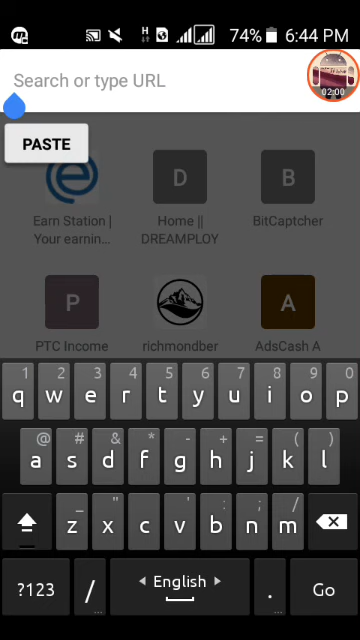 H 74% 6:44 PM
Search or type URL
02:00
PASTE
Earn Station | Your earnin...
D
Home || DREAMPLOY
B
BitCaptcher
P
PTC Income
richmondber
A
AdsCash A
1 2 3 4 5 6 7 8 9 0
q w e r t y u i o p
@ # & * - + = ( )
a s d f g h j k l
_ " ' : ; /
z x c v b n m
?123 / ... English . ... Go